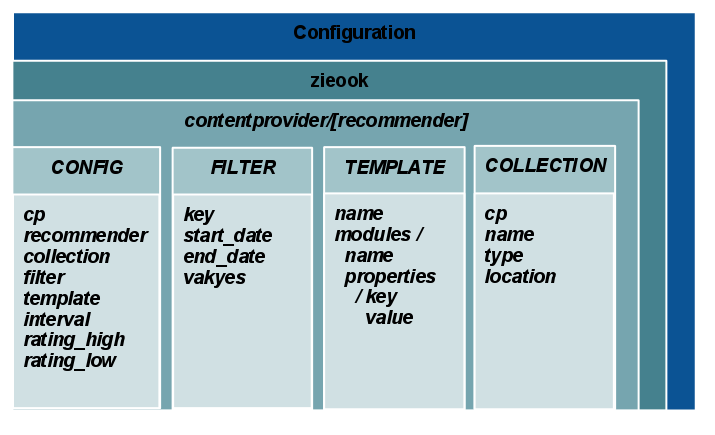 Configuration
zieook
contentprovider/[recommender]
CONFIG
cp
recommender
collection
filter
template
interval
rating_high
rating_low
FILTER
key
start_date
end_date
vakyes
TEMPLATE
name
modules /
name
properties
/ key
value
COLLECTION
cp
name
type
location